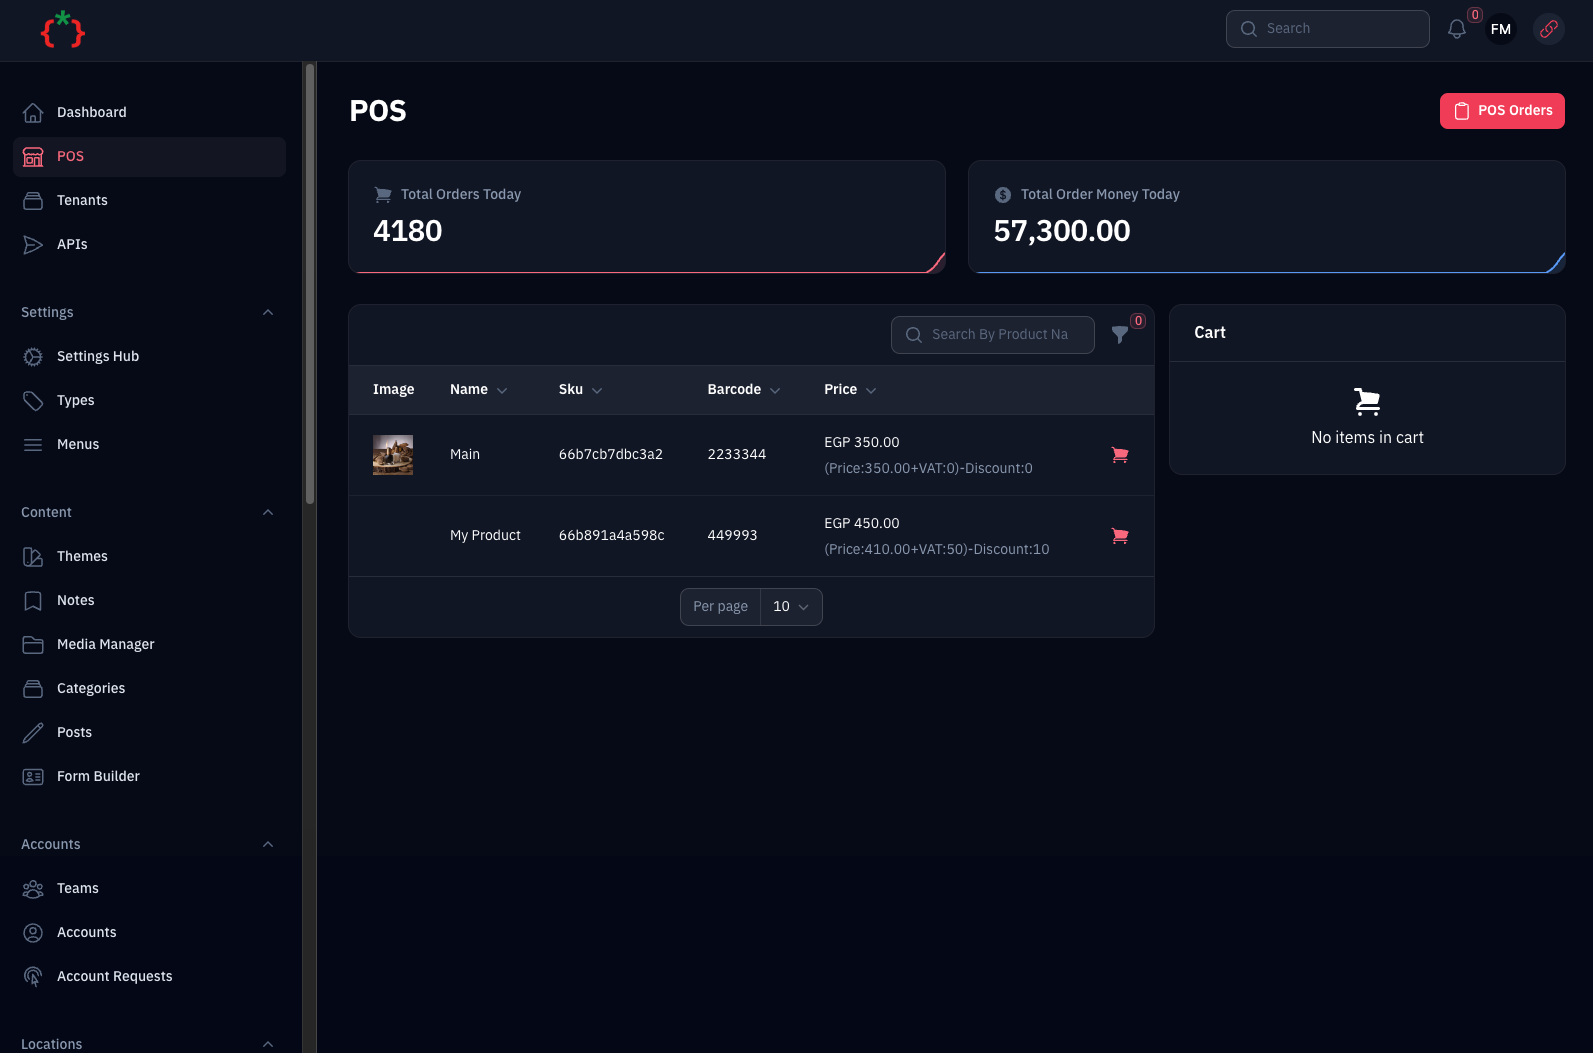 Search
0
FM
Dashboard
POS
Tenants
APIs
Settings
Settings Hub
Types
Menus
Content
Themes
Notes
Media Manager
Categories
Posts
Form Builder
Accounts
Teams
Accounts
Account Requests
Locations
POS
POS Orders
Total Orders Today
4180
Total Order Money Today
57,300.00
Search By Product Na
0
Image Name Sku Barcode Price
Main 66b7cb7dbc3a2 2233344 EGP 350.00
(Price:350.00+VAT:0)-Discount:0
My Product 66b891a4a598c 449993 EGP 450.00
(Price:410.00+VAT:50)-Discount:10
Per page 10
Cart
No items in cart